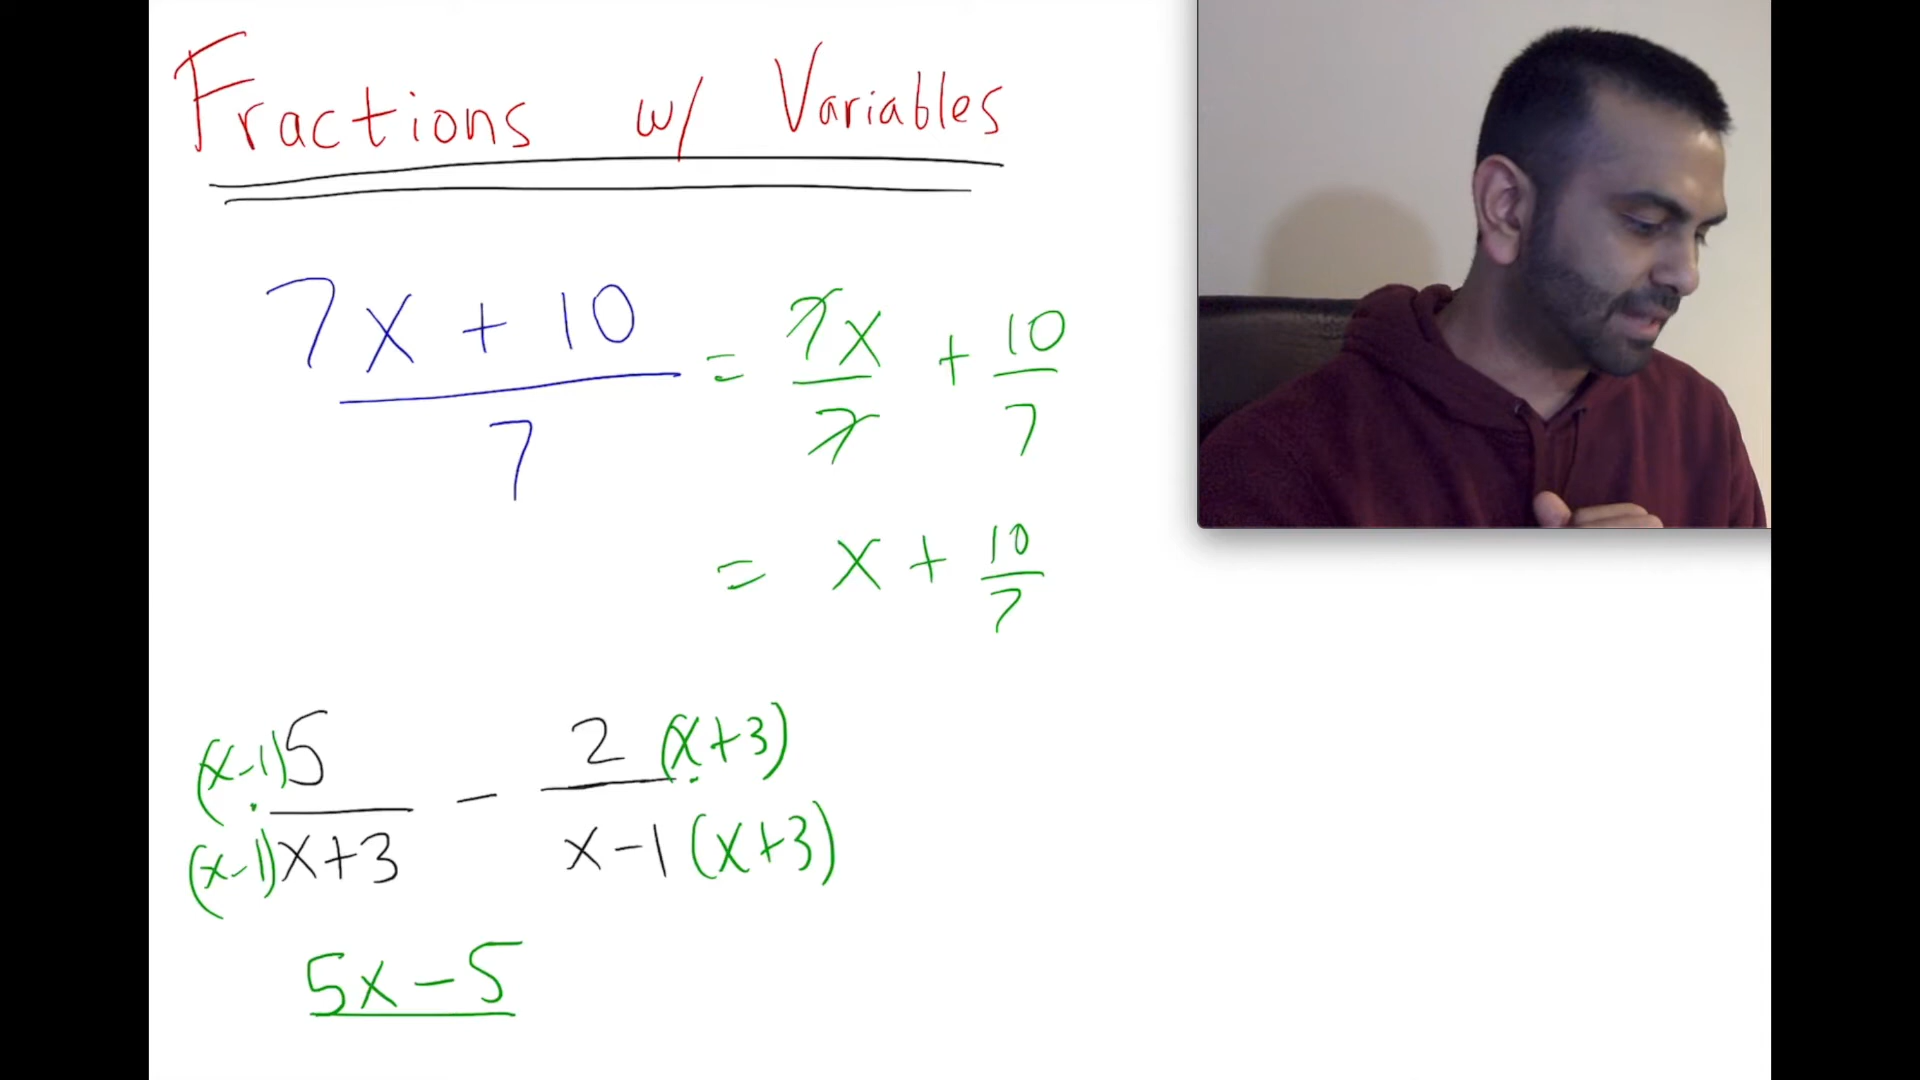 Fractions w/ Variables
7x + 10 = 7x + 10
7 7 7
= x + 10
7
(x-1)5 - 2 (x+3)
(x-1)x+3 x-1(x+3)
5x - 5